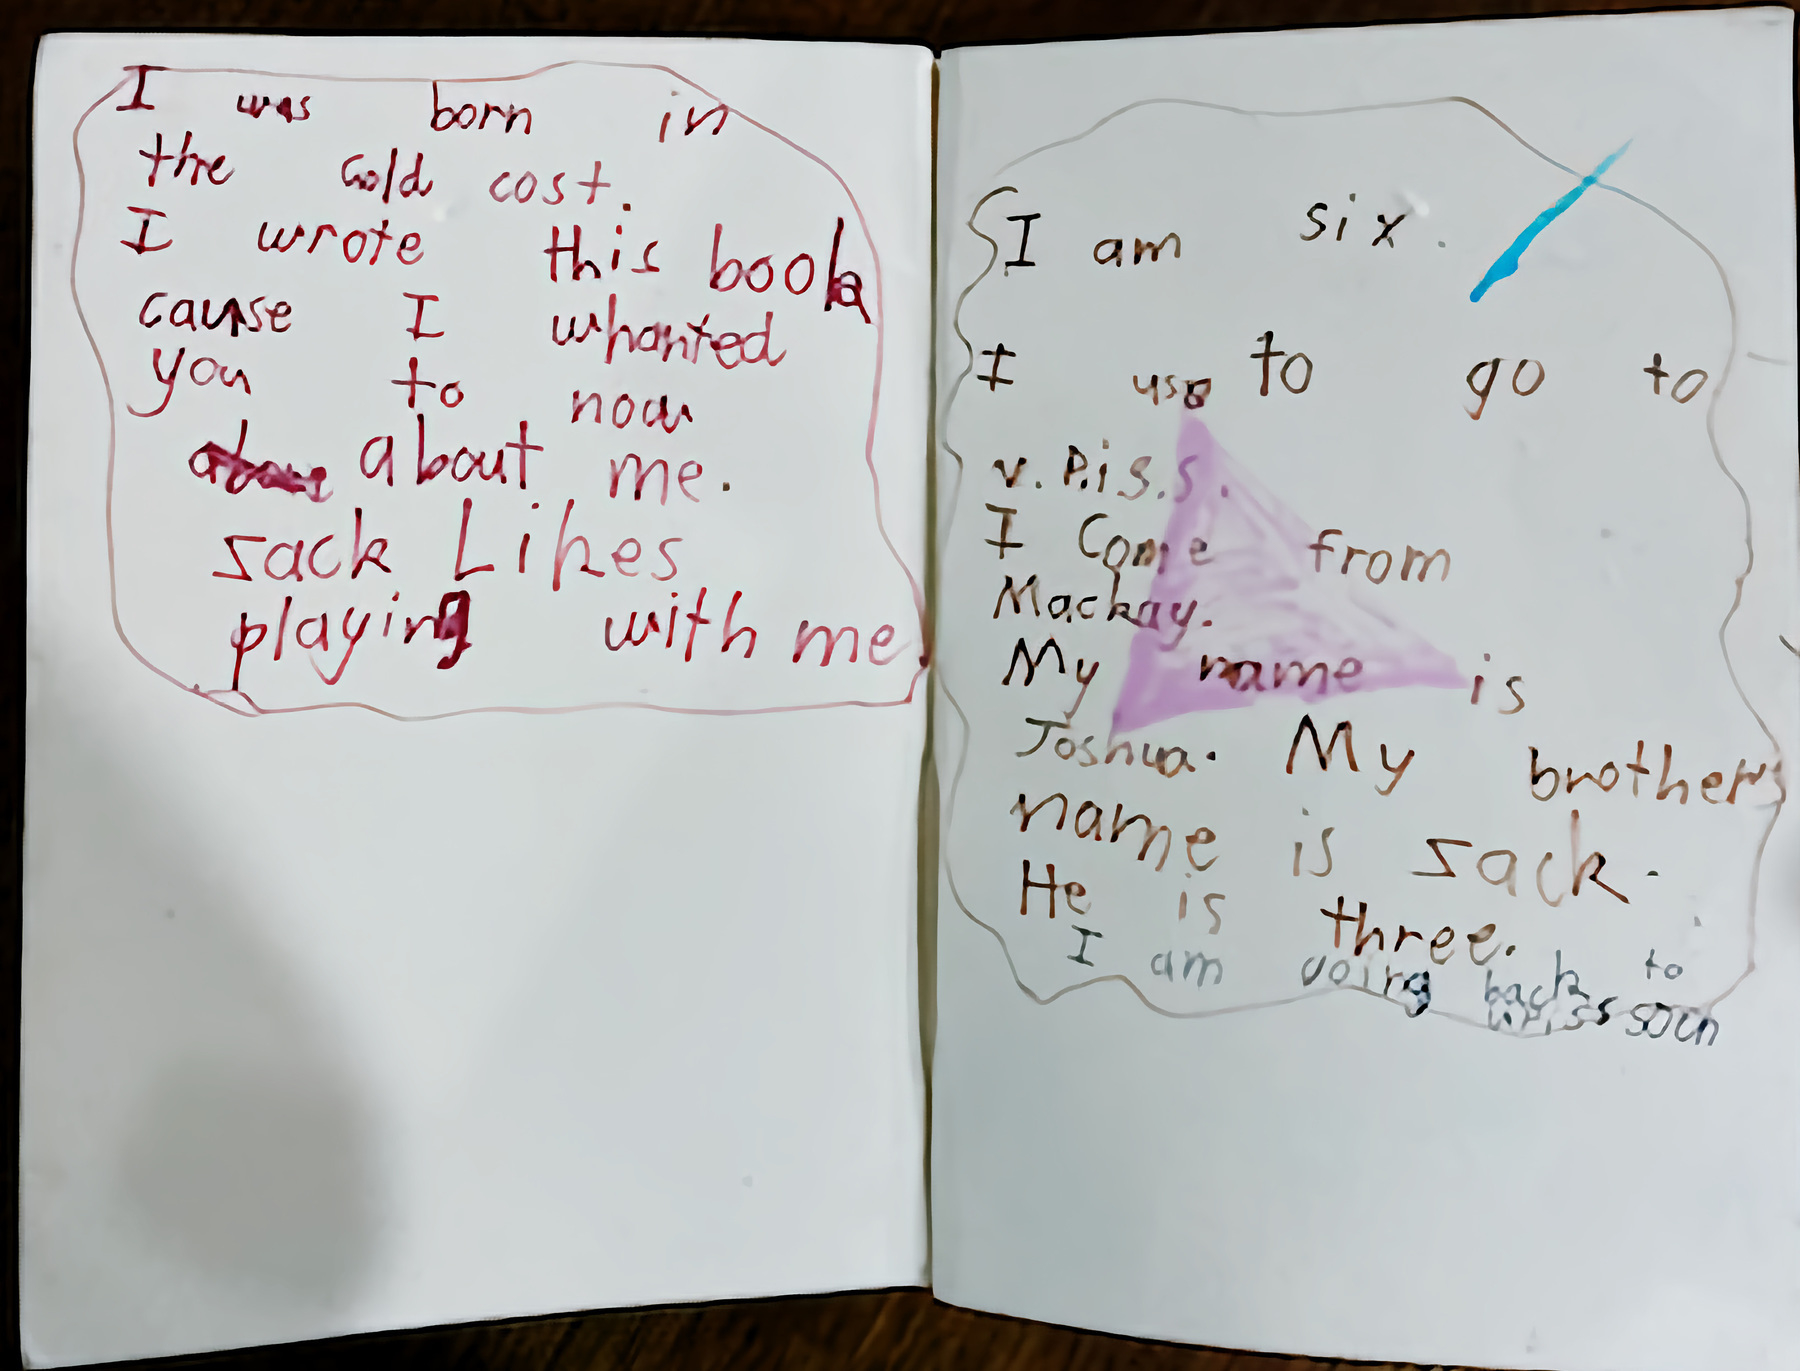 I was born in
the Gold cost.
I wrote this book
cause I whanted
you to now
about me.
sack Likes
playing with me
I am six.
I use to go to
v.P.i.S.S.
I Come from
Mackay.
My name is
Joshua. My brothers
name is sack.
He is three.
I am going back to
soon